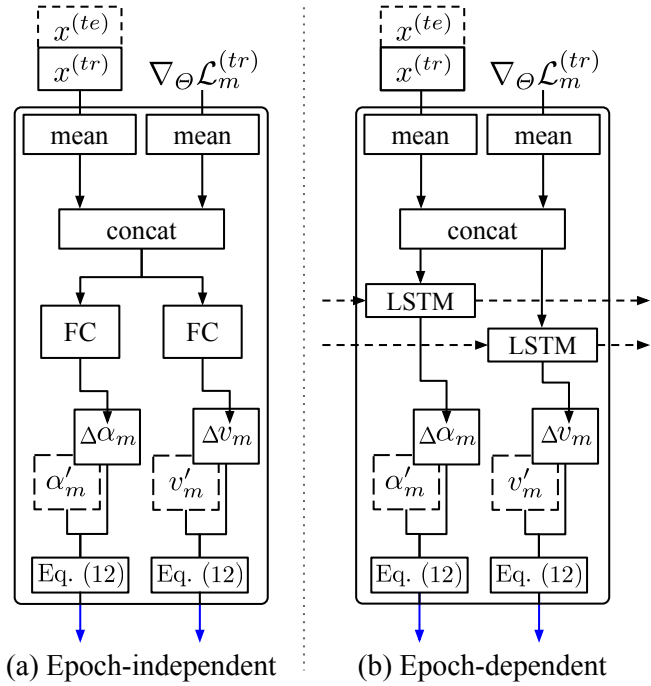 x^{(te)}
x^{(tr)} ∇_Θ ℒ_m^{(tr)}
mean mean
concat
FC FC
Δα_m Δv_m
α′_m v′_m
Eq. (12) Eq. (12)
(a) Epoch-independent
x^{(te)}
x^{(tr)} ∇_Θ ℒ_m^{(tr)}
mean mean
concat
LSTM
LSTM
Δα_m Δv_m
α′_m v′_m
Eq. (12) Eq. (12)
(b) Epoch-dependent